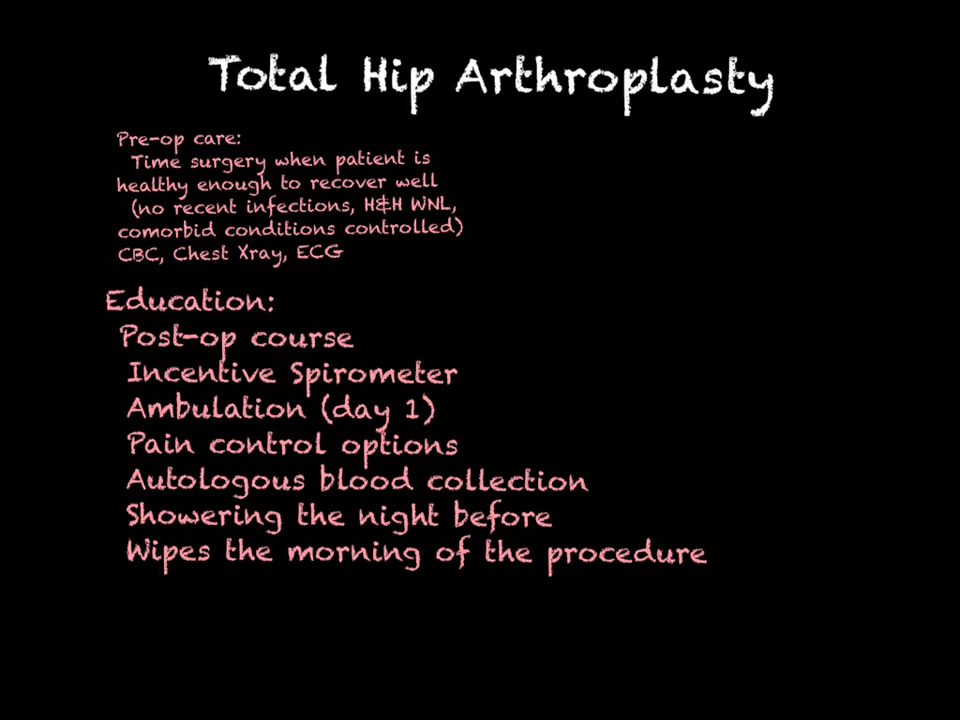 Total Hip Arthroplasty
Pre-op care:
Time surgery when patient is
healthy enough to recover well
(no recent infections, H&H WNL,
comorbid conditions controlled)
CBC, Chest Xray, ECG
Education:
Post-op course
Incentive Spirometer
Ambulation (day 1)
Pain control options
Autologous blood collection
Showering the night before
Wipes the morning of the procedure